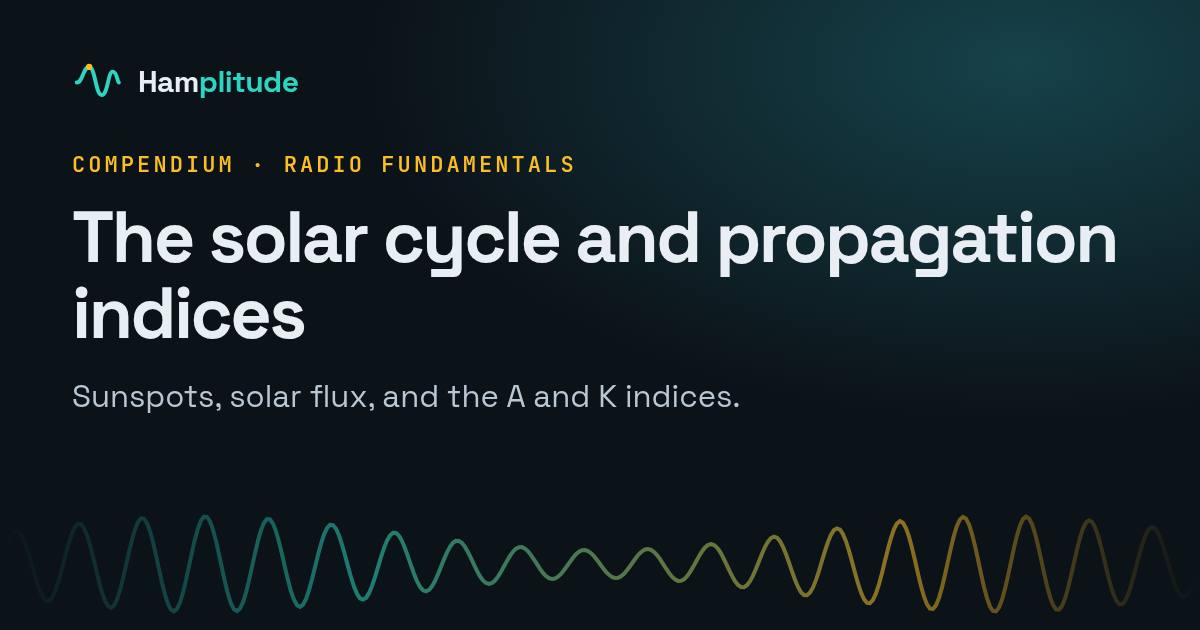 Hamplitude
COMPENDIUM · RADIO FUNDAMENTALS
The solar cycle and propagation
indices
Sunspots, solar flux, and the A and K indices.